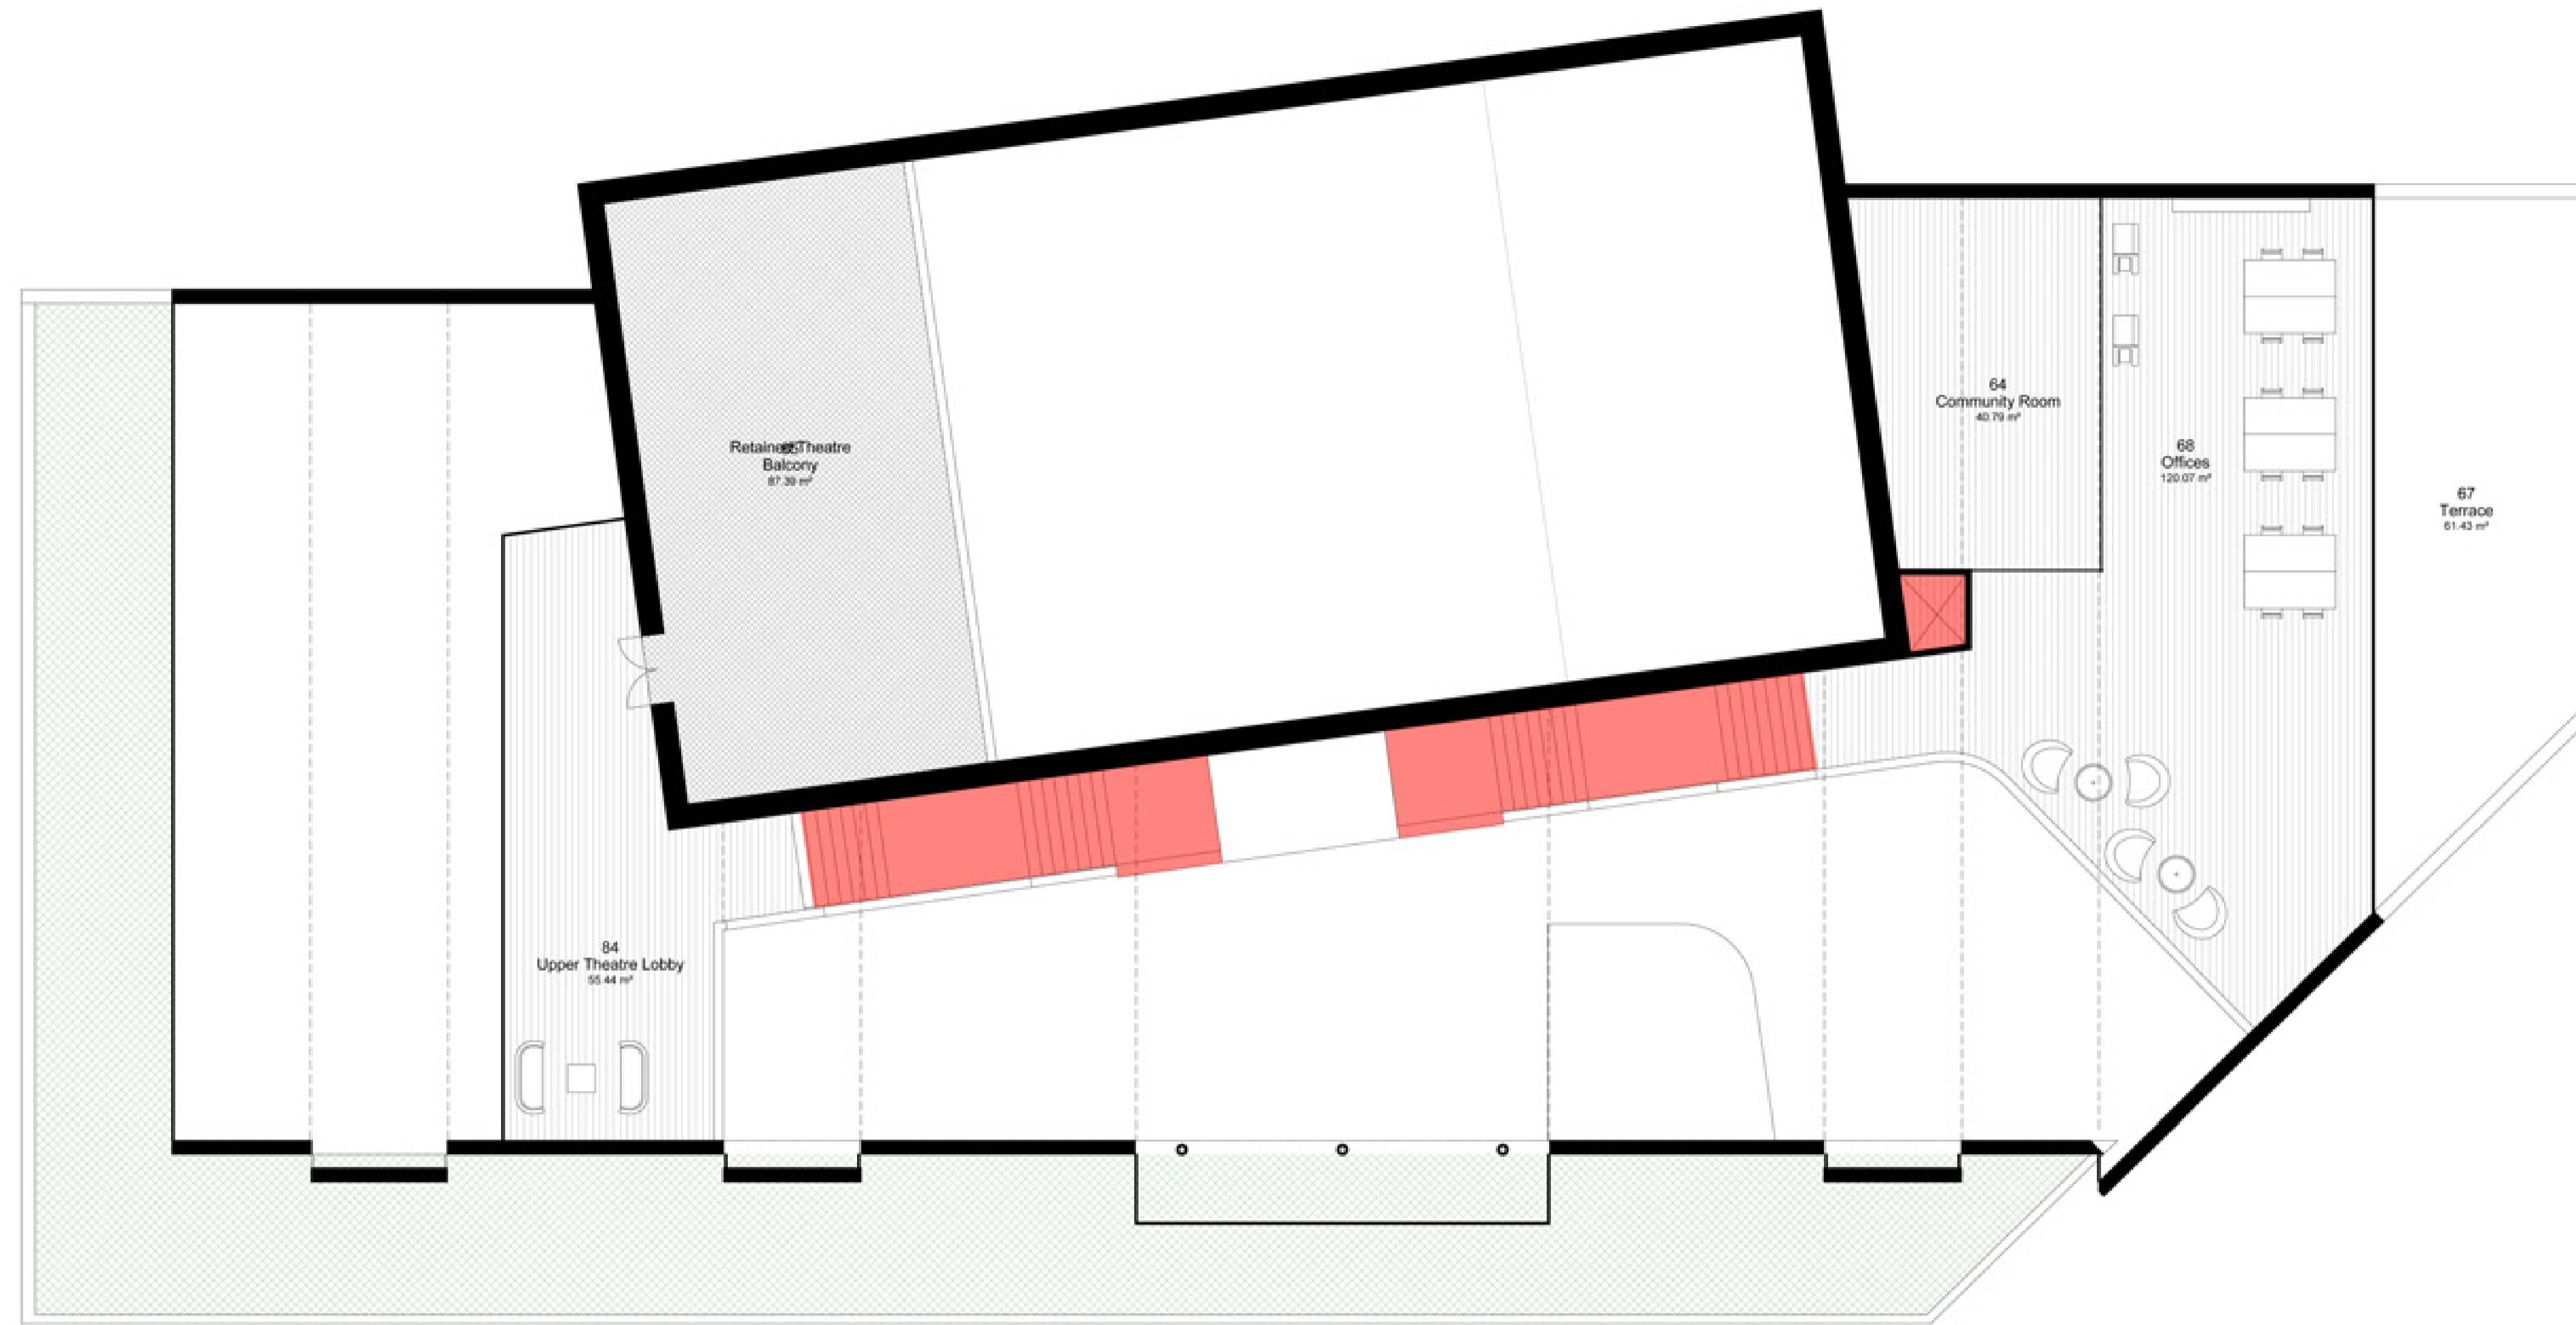 64
Community Room
40.79 m²
Retained Theatre
Balcony
87.39 m²
68
Offices
120.07 m²
67
Terrace
61.43 m²
84
Upper Theatre Lobby
55.44 m²